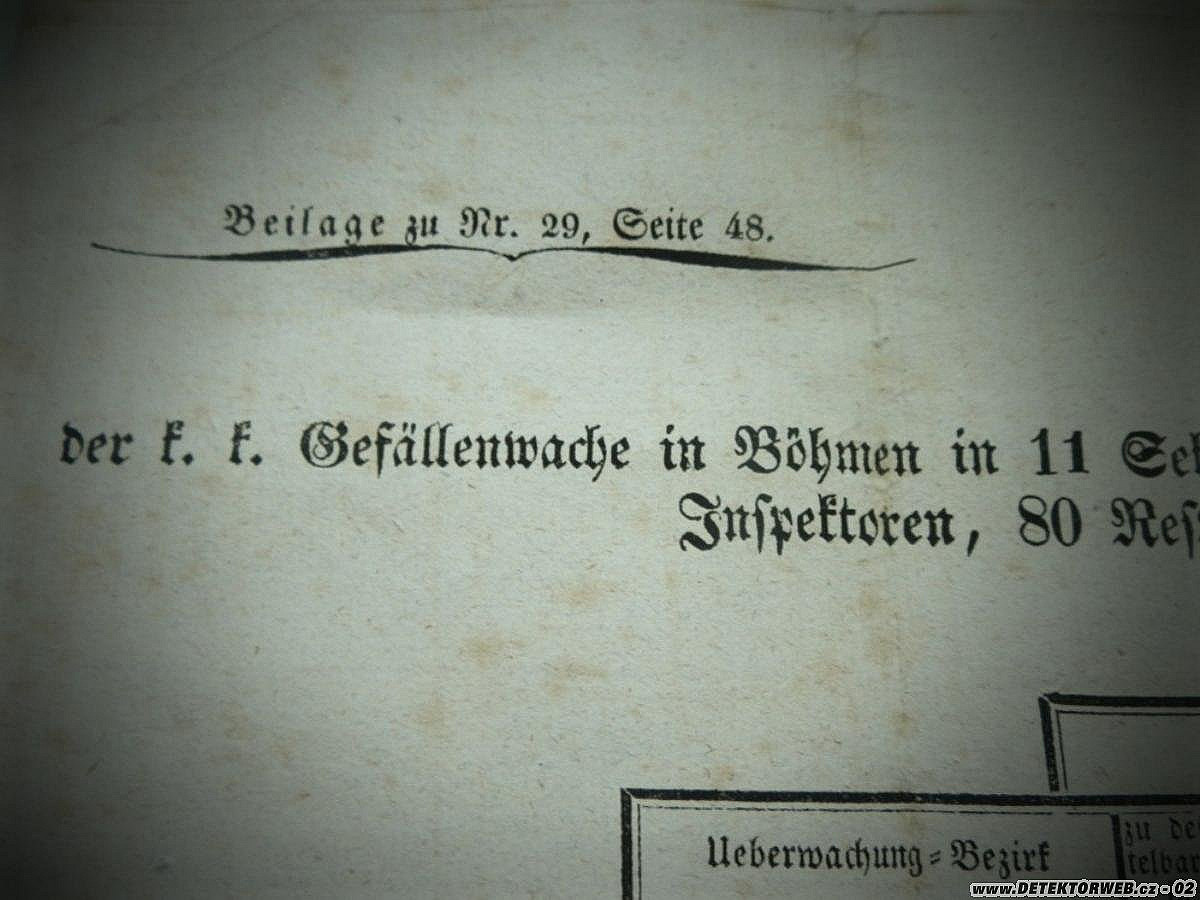 Beilage zu Nr. 29, Seite 48.
der k. k. Gefällenwache in Böhmen in 11
Inspektoren, 80
Ueberwachung=Bezirk
zu
www.DETEKTORWEB.cz - 02